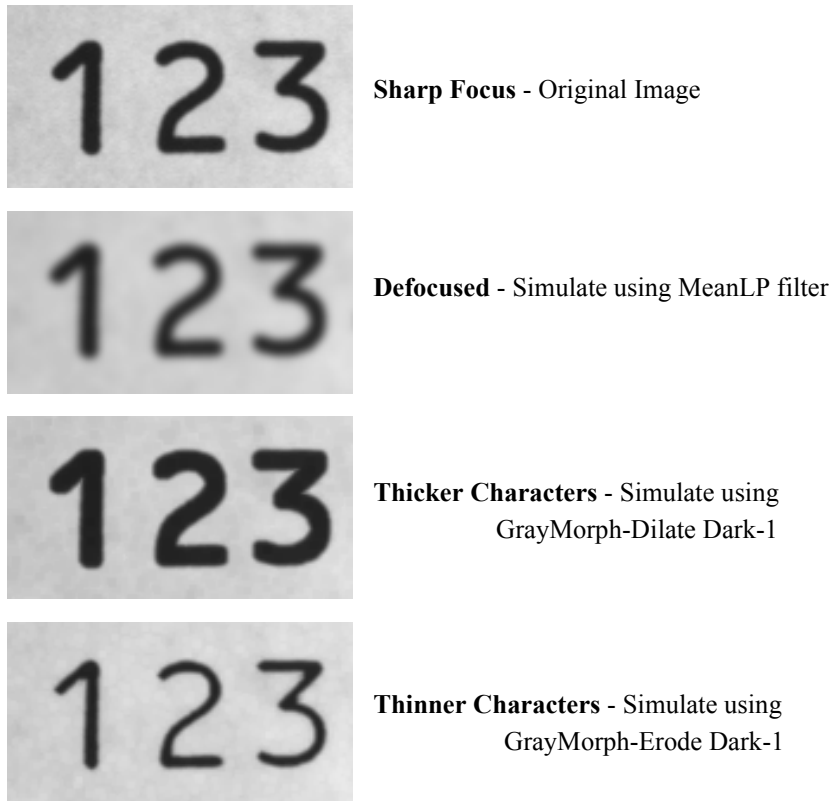 123
Sharp Focus - Original Image
123
Defocused - Simulate using MeanLP filter
123
Thicker Characters - Simulate using
GrayMorph-Dilate Dark-1
123
Thinner Characters - Simulate using
GrayMorph-Erode Dark-1